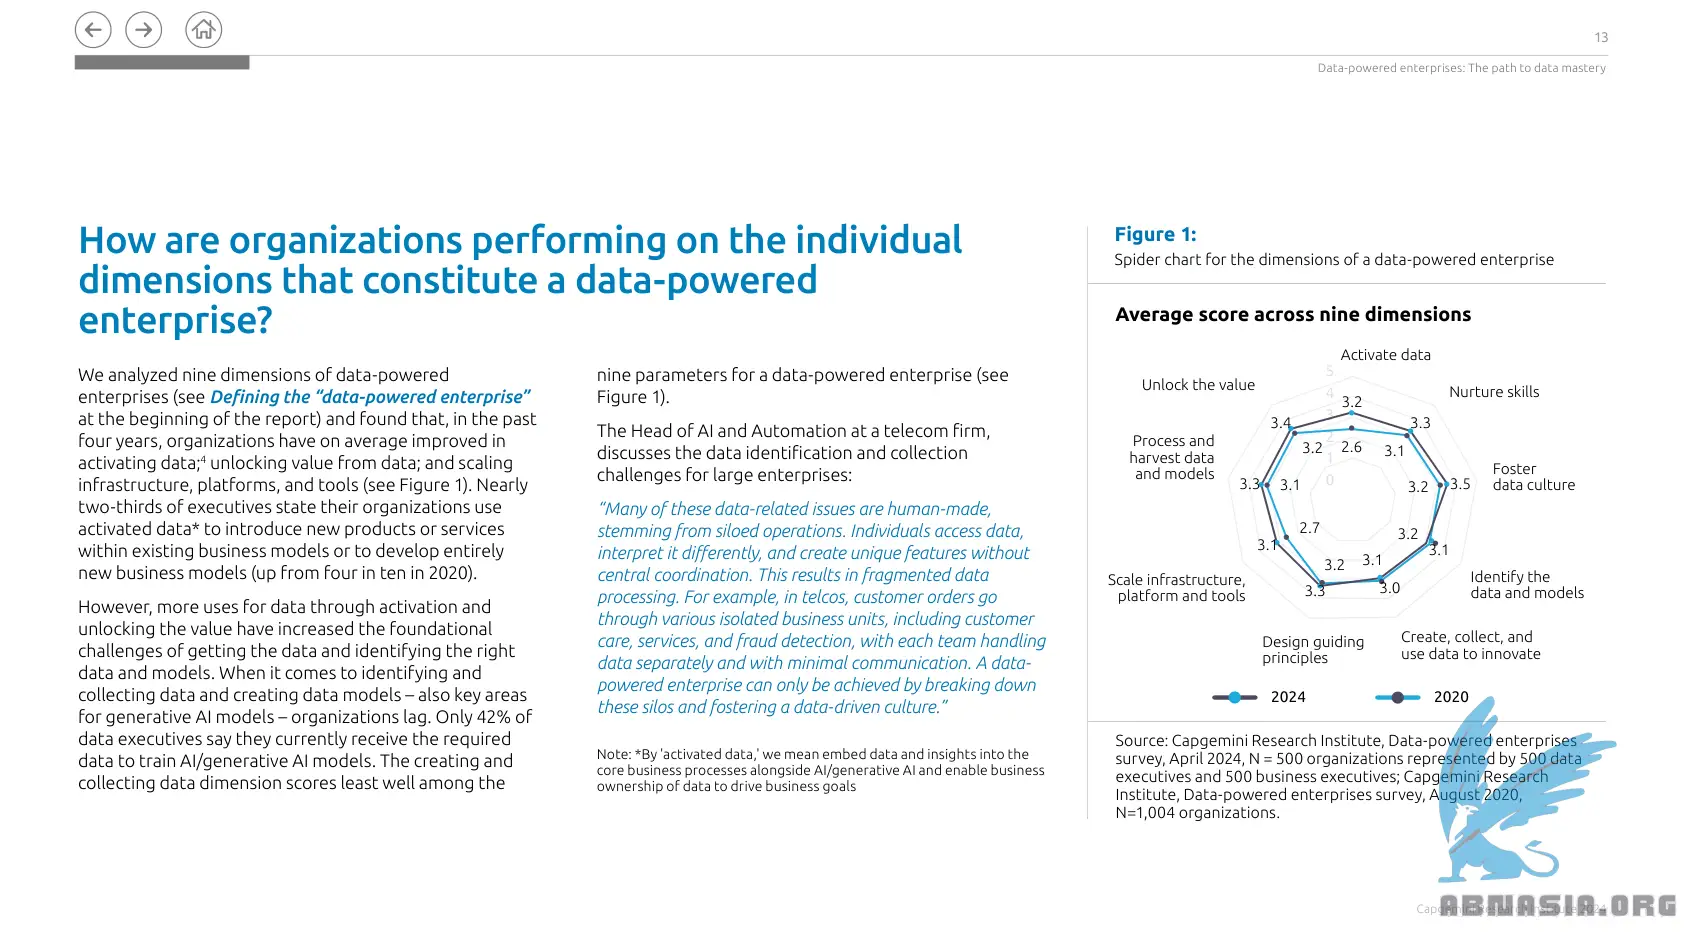 13
Data-powered enterprises: The path to data mastery
How are organizations performing on the individual
dimensions that constitute a data-powered
enterprise?
We analyzed nine dimensions of data-powered
enterprises (see Defining the “data-powered enterprise”
at the beginning of the report) and found that, in the past
four years, organizations have on average improved in
activating data;4 unlocking value from data; and scaling
infrastructure, platforms, and tools (see Figure 1). Nearly
two-thirds of executives state their organizations use
activated data* to introduce new products or services
within existing business models or to develop entirely
new business models (up from four in ten in 2020).
However, more uses for data through activation and
unlocking the value have increased the foundational
challenges of getting the data and identifying the right
data and models. When it comes to identifying and
collecting data and creating data models – also key areas
for generative AI models – organizations lag. Only 42% of
data executives say they currently receive the required
data to train AI/generative AI models. The creating and
collecting data dimension scores least well among the
nine parameters for a data-powered enterprise (see
Figure 1).
The Head of AI and Automation at a telecom firm,
discusses the data identification and collection
challenges for large enterprises:
“Many of these data-related issues are human-made,
stemming from siloed operations. Individuals access data,
interpret it differently, and create unique features without
central coordination. This results in fragmented data
processing. For example, in telcos, customer orders go
through various isolated business units, including customer
care, services, and fraud detection, with each team handling
data separately and with minimal communication. A data-
powered enterprise can only be achieved by breaking down
these silos and fostering a data-driven culture.”
Note: *By 'activated data,' we mean embed data and insights into the
core business processes alongside AI/generative AI and enable business
ownership of data to drive business goals
Figure 1:
Spider chart for the dimensions of a data-powered enterprise
Average score across nine dimensions
Activate data
Unlock the value
Nurture skills
5
4
3
2
1
0
3.2
3.4
3.3
3.2
2.6
3.1
Process and
harvest data
and models
Foster
data culture
3.3
3.1
3.2
3.5
2.7
3.2
3.1
3.1
3.2
3.1
3.3
3.0
Scale infrastructure,
platform and tools
Identify the
data and models
Design guiding
principles
Create, collect, and
use data to innovate
2024
2020
Source: Capgemini Research Institute, Data-powered enterprises
survey, April 2024, N = 500 organizations represented by 500 data
executives and 500 business executives; Capgemini Research
Institute, Data-powered enterprises survey, August 2020,
N=1,004 organizations.
Capgemini Research Institute 2024
ABNASIA.ORG